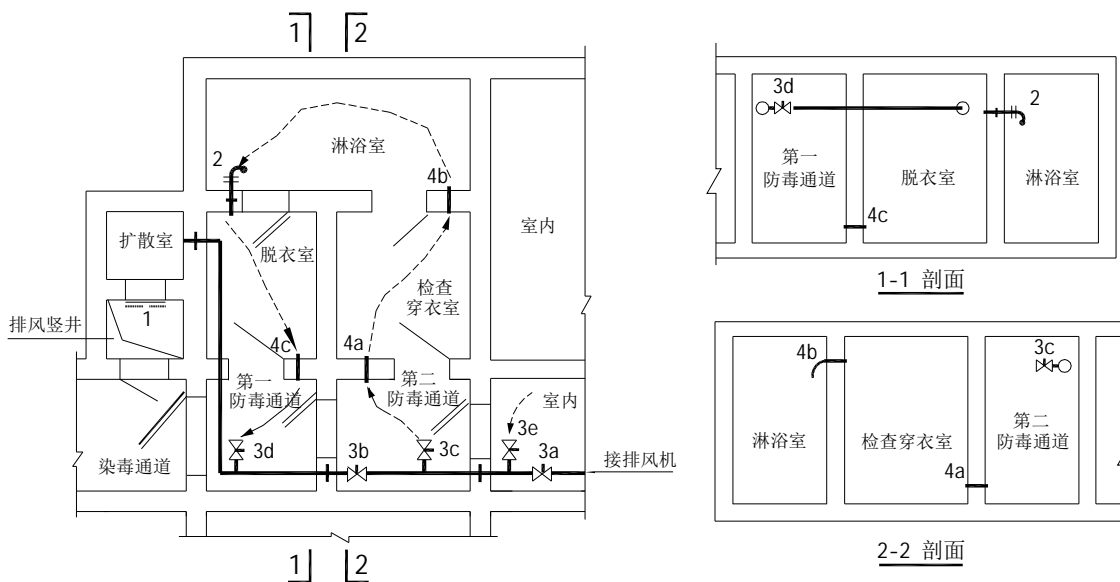 1
2
淋浴室
2
4b
扩散室
脱衣室
室内
检查
穿衣室
1
排风竖井
4c
4a
第一
防毒通道
第二
防毒通道
室内
3e
3d
3b
3c
3a
染毒通道
接排风机
1
2
3d
2
第一
防毒通道
脱衣室
淋浴室
4c
1-1 剖面
4b
3c
淋浴室
检查穿衣室
第二
防毒通道
4a
2-2 剖面